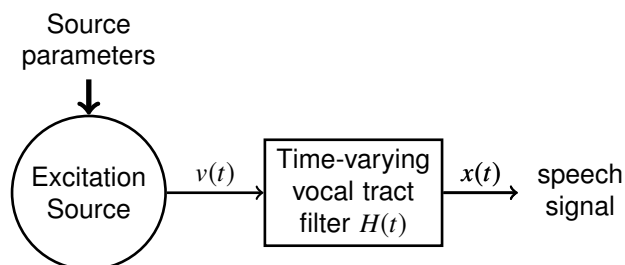 Source
parameters
Excitation
Source
v(t)
Time-varying
vocal tract
filter H(t)
x(t)
speech
signal